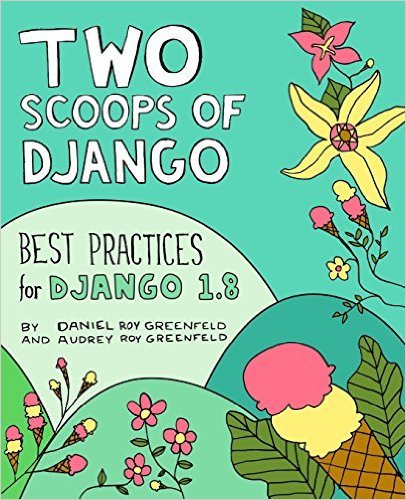 TWO
SCOOPS OF
DJANGO
BEST PRACTICES
for DJANGO 1.8
BY DANIEL ROY GREENFELD
AND AUDREY ROY GREENFELD